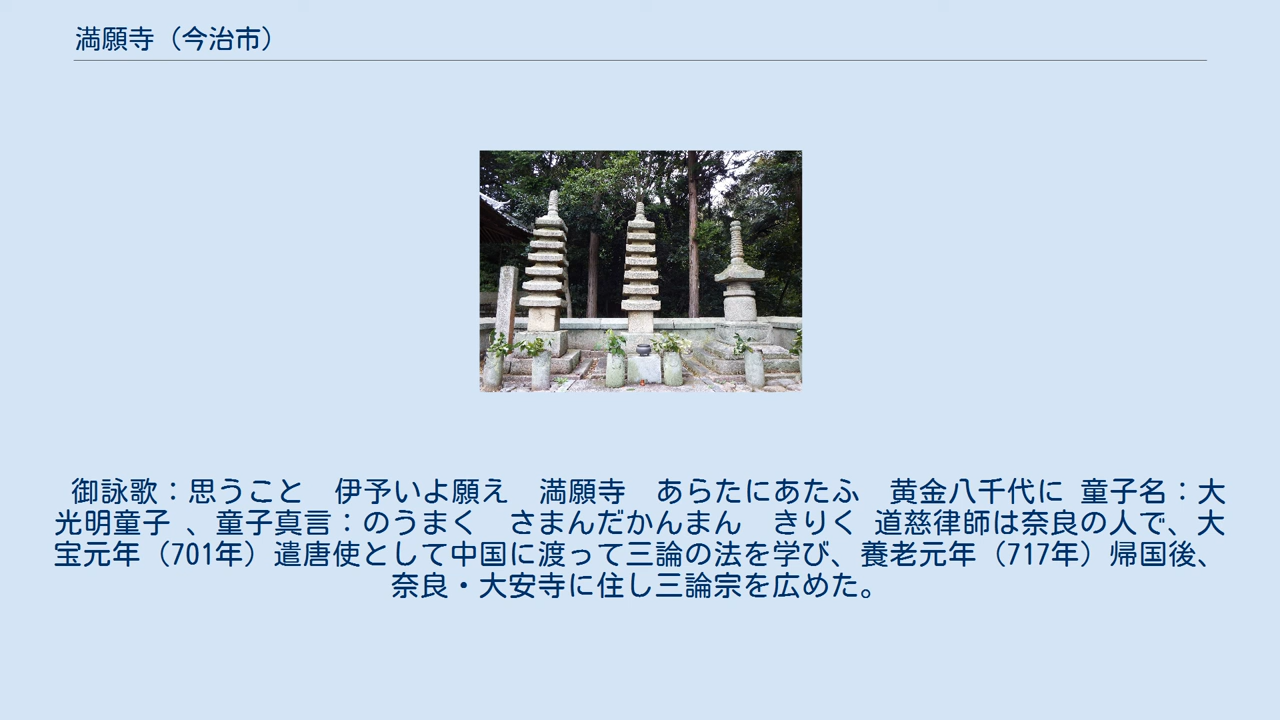 満願寺（今治市）
御詠歌：思うこと　伊予いよ願え　満願寺　あらたにあたふ　黄金八千代に 童子名：大
光明童子 、童子真言：のうまく　さまんだかんまん　きりく 道慈律師は奈良の人で、大
宝元年（701年）遣唐使として中国に渡って三論の法を学び、養老元年（717年）帰国後、
奈良・大安寺に住し三論宗を広めた。